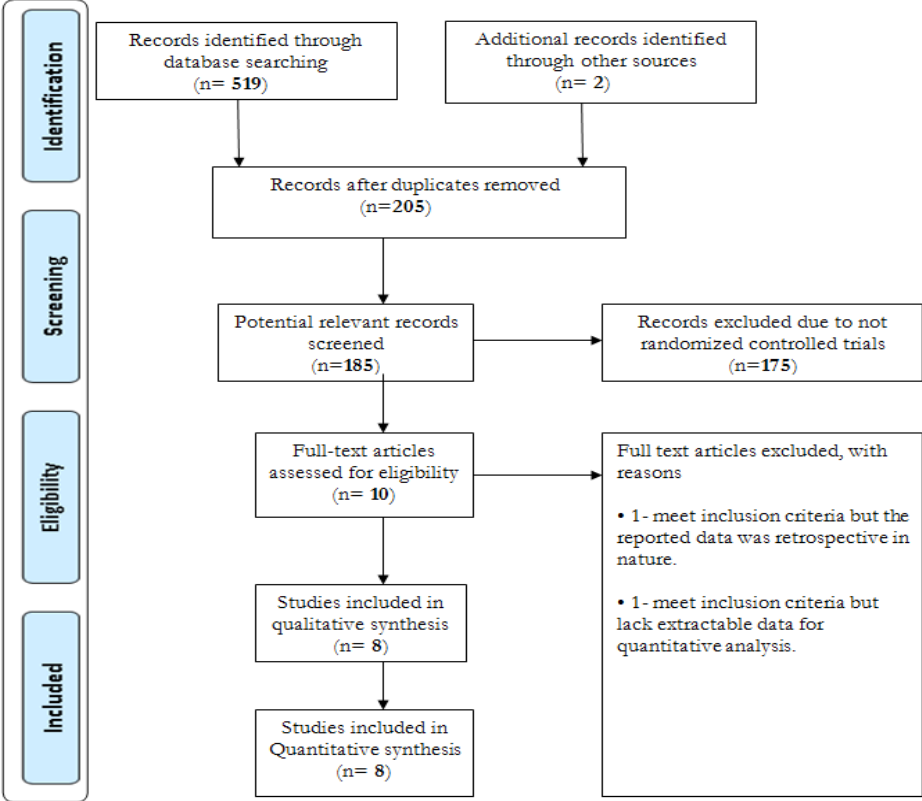 Identification
Records identified through
database searching
(n= 519)
Additional records identified
through other sources
(n= 2)
Records after duplicates removed
(n=205)
Screening
Potential relevant records
screened
(n=185)
Records excluded due to not
randomized controlled trials
(n=175)
Eligibility
Full-text articles
assessed for eligibility
(n= 10)
Full text articles excluded, with
reasons
• 1- meet inclusion criteria but the
reported data was retrospective in
nature.
• 1- meet inclusion criteria but
lack extractable data for
quantitative analysis.
Included
Studies included in
qualitative synthesis
(n= 8)
Studies included in
Quantitative synthesis
(n= 8)